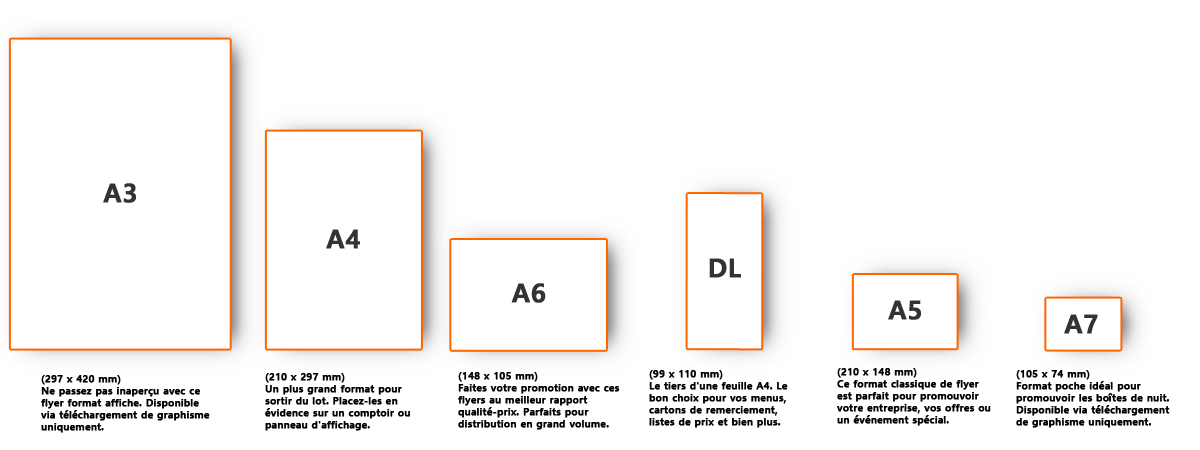 A3
(297 x 420 mm)
Ne passez pas inaperçu avec ce
flyer format affiche. Disponible
via téléchargement de graphisme
uniquement.
A4
(210 x 297 mm)
Un plus grand format pour
sortir du lot. Placez-les en
évidence sur un comptoir ou
panneau d'affichage.
A6
(148 x 105 mm)
Faites votre promotion avec ces
flyers au meilleur rapport
qualité-prix. Parfaits pour
distribution en grand volume.
DL
(99 x 110 mm)
Le tiers d'une feuille A4. Le
bon choix pour vos menus,
cartons de remerciement,
listes de prix et bien plus.
A5
(210 x 148 mm)
Ce format classique de flyer
est parfait pour promouvoir
votre entreprise, vos offres ou
un événement spécial.
A7
(105 x 74 mm)
Format poche idéal pour
promouvoir les boîtes de nuit.
Disponible via téléchargement
de graphisme uniquement.